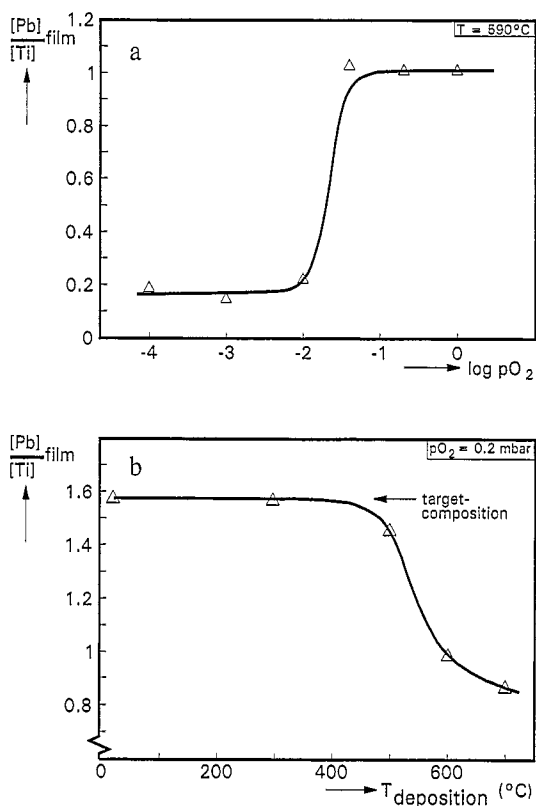 [Pb]
[Ti] film
a
T = 590°C
1.2
1
0.8
0.6
0.4
0.2
0
-4 -3 -2 -1 0
log pO2
[Pb]
[Ti] film
b
pO2 = 0.2 mbar
target-
composition
1.6
1.4
1.2
1
0.8
0 200 400 600
Tdeposition (°C)